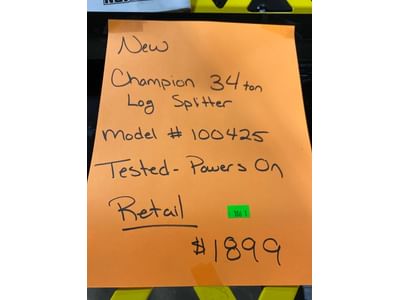 New
Champion 34 ton
Log Splitter
Model # 100425
Tested - Powers On
Retail
$1899